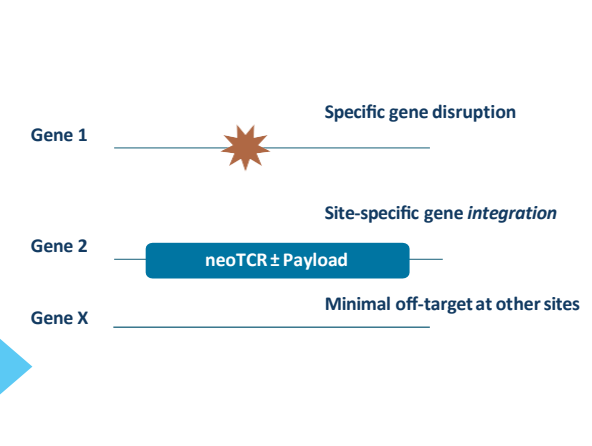 Specific gene disruption
Gene 1
Site-specific gene integration
Gene 2
neoTCR ± Payload
Minimal off-target at other sites
Gene X